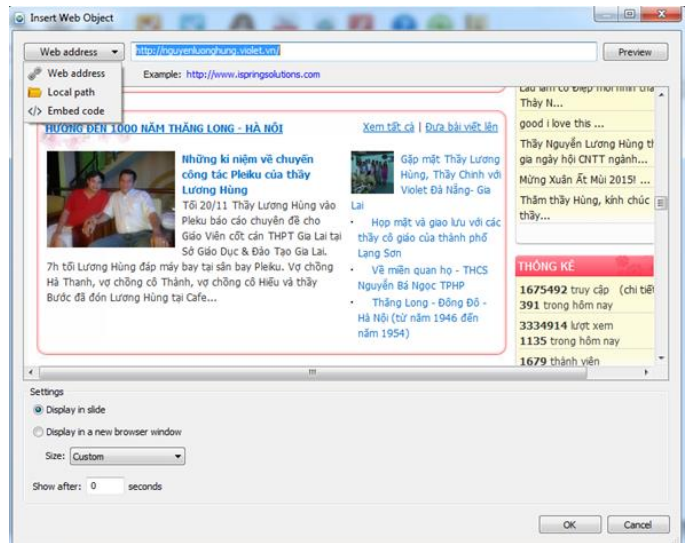 Insert Web Object
Web address
http://nguyenluonghung.violet.vn/
Preview
Web address
Local path
Embed code
Example: http://www.ispringsolutions.com
HƯỚNG ĐẾN 1000 NĂM THĂNG LONG - HÀ NỘI
Xem tất cả | Đưa bài viết lên
Những kỉ niệm về chuyến
công tác Pleiku của thầy
Lương Hùng
Tối 20/11 Thầy Lương Hùng vào
Pleku báo cáo chuyên đề cho
Giáo Viên cốt cán THPT Gia Lai tại
Sở Giáo Dục & Đào Tạo Gia Lai.
7h tối Lương Hùng đáp máy bay tại sân bay Pleku. Vợ chồng
Hà Thanh, vợ chồng cô Thành, vợ chồng cô Hiếu và thầy
Bước đã đón Lương Hùng tại Cafe...
Gặp mặt Thầy Lương
Hùng, Thầy Chinh với
Violet Đà Nẵng- Gia
Lai
· Họp mặt và giao lưu với các
thầy cô giáo của thành phố
Lạng Sơn
· Về miền quan họ - THCS
Nguyễn Bá Ngọc TPHP
· Thăng Long - Đông Đô -
Hà Nội (từ năm 1946 đến
năm 1954)
Thầy N...
good i love this ...
Thầy Nguyễn Lương Hùng th
gia ngày hội CNTT ngành...
Mừng Xuân Ất Mùi 2015! ...
Thăm thầy Hùng, kính chúc
thầy...
THỐNG KÊ
1675492 truy cập (chi tiết
391 trong hôm nay
3334914 lượt xem
1135 trong hôm nay
1679 thành viên
Settings
Display in slide
Display in a new browser window
Size: Custom
Show after: 0 seconds
OK
Cancel